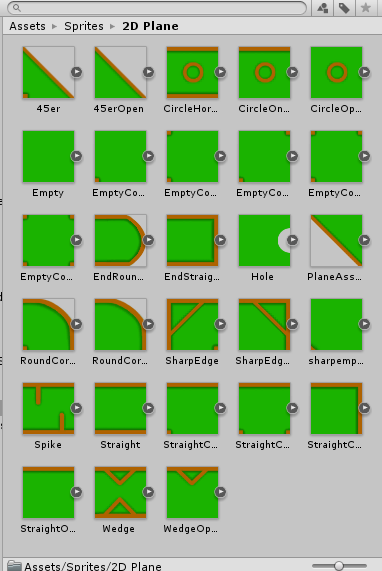 Assets ▸ Sprites ▸ 2D Plane
45er 45erOpen CircleHor... CircleOn... CircleOp...
Empty EmptyCo... EmptyCo... EmptyCo... EmptyCo...
EmptyCo... EndRoun... EndStraig... Hole PlaneAss...
RoundCor... RoundCor... SharpEdge SharpEdg... sharpemp...
Spike Straight StraightC... StraightC... StraightC...
StraightO... Wedge WedgeOp...
Assets/Sprites/2D Plane